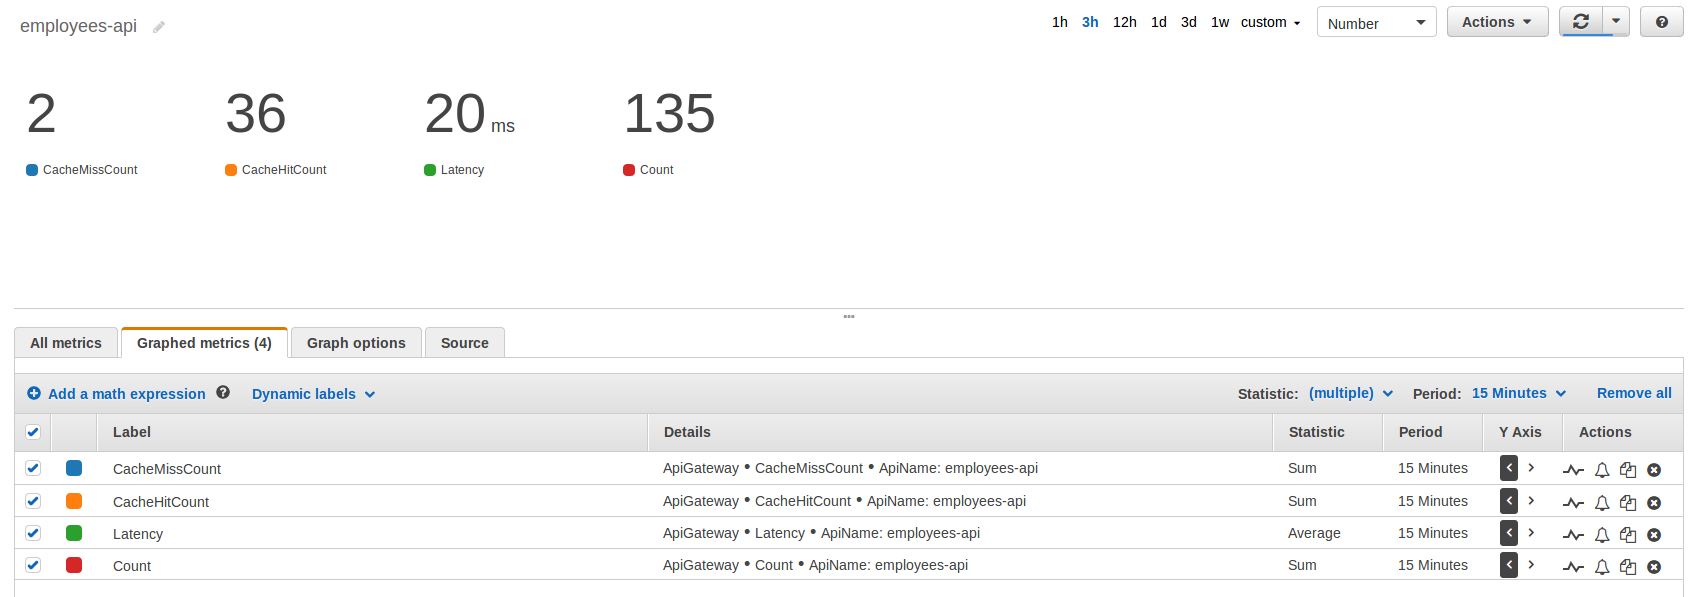 employees-api
1h 3h 12h 1d 3d 1w custom Number Actions
2 36 20 ms 135
CacheMissCount CacheHitCount Latency Count
All metrics Graphed metrics (4) Graph options Source
Add a math expression Dynamic labels Statistic: (multiple) Period: 15 Minutes Remove all
Label Details Statistic Period Y Axis Actions
CacheMissCount ApiGateway • CacheMissCount • ApiName: employees-api Sum 15 Minutes
CacheHitCount ApiGateway • CacheHitCount • ApiName: employees-api Sum 15 Minutes
Latency ApiGateway • Latency • ApiName: employees-api Average 15 Minutes
Count ApiGateway • Count • ApiName: employees-api Sum 15 Minutes